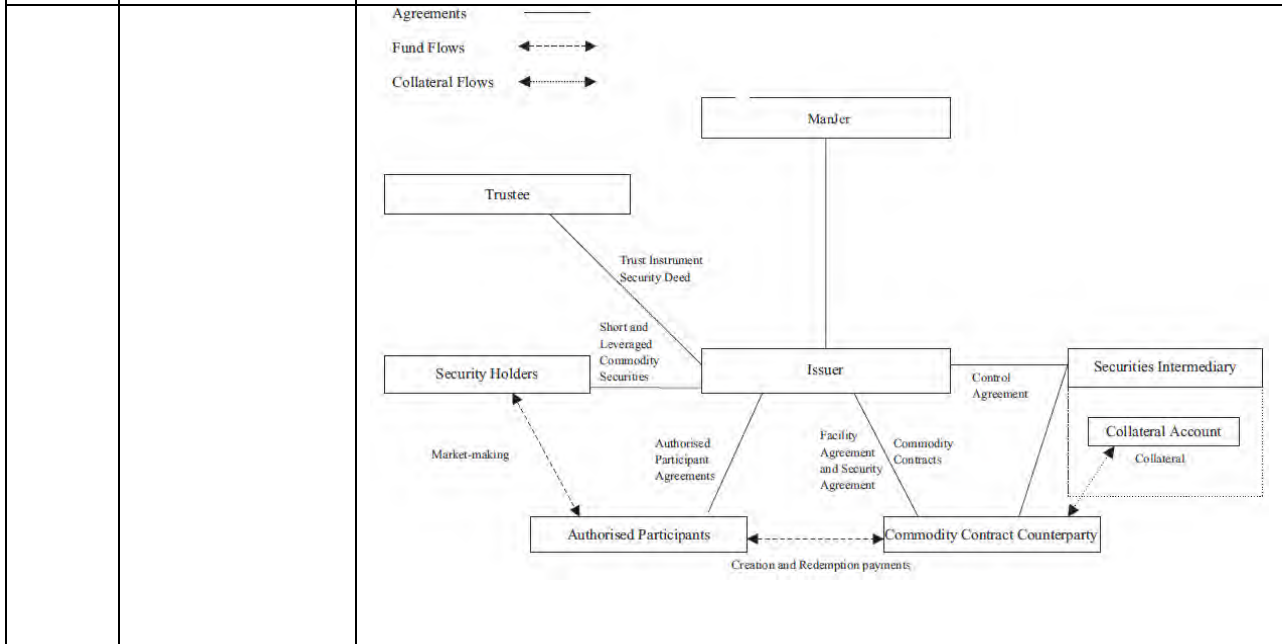 Agreements
Fund Flows
Collateral Flows
ManJer
Trustee
Trust Instrument
Security Deed
Short and
Leveraged
Commodity
Securities
Security Holders
Issuer
Control
Agreement
Securities Intermediary
Collateral Account
Collateral
Market-making
Authorised
Participant
Agreements
Facility
Agreement
and Security
Agreement
Commodity
Contracts
Authorised Participants
Commodity Contract Counterparty
Creation and Redemption payments